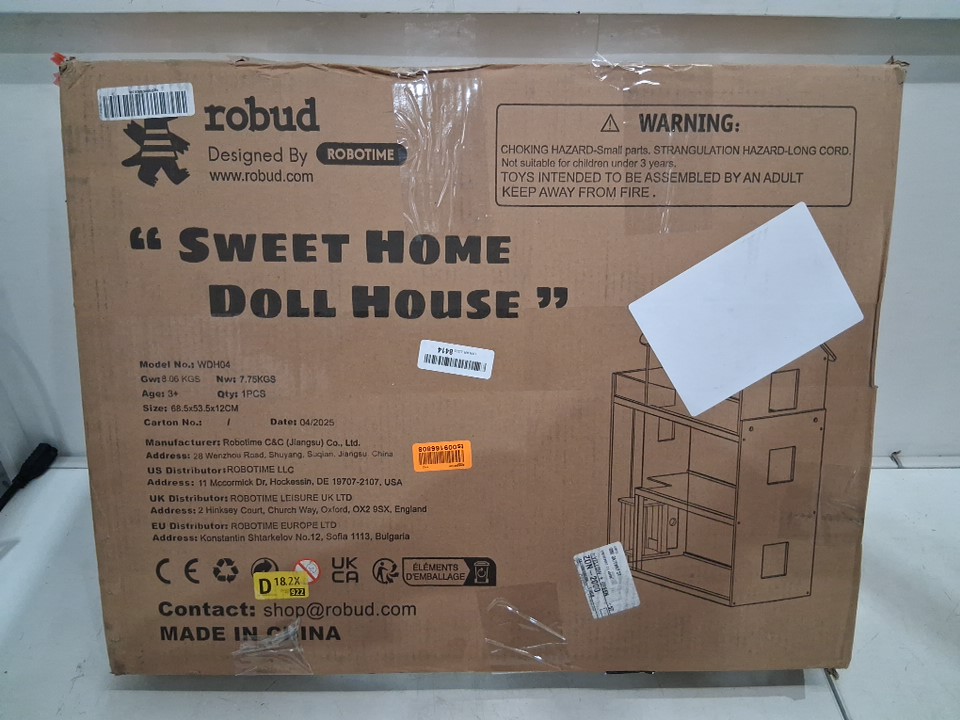 robud
Designed By ROBOTIME
www.robud.com
WARNING:
CHOKING HAZARD-Small parts. STRANGULATION HAZARD-LONG CORD.
Not suitable for children under 3 years.
TOYS INTENDED TO BE ASSEMBLED BY AN ADULT
KEEP AWAY FROM FIRE .
“ SWEET HOME
DOLL HOUSE ”
8414
Model No.: WDH04
Gw: 8.06 KGS Nw: 7.75KGS
Age: 3+ Qty: 1PCS
Size: 68.5x53.5x12CM
Carton No.: / Date: 04/2025
Manufacturer: Robotime C&C (Jiangsu) Co., Ltd.
Address: 28 Wenzhou Road, Shuyang, Suqian, Jiangsu, China
US Distributor: ROBOTIME LLC
Address: 11 Mccormick Dr, Hockessin, DE 19707-2107, USA
UK Distributor: ROBOTIME LEISURE UK LTD
Address: 2 Hinksey Court, Church Way, Oxford, OX2 9SX, England
EU Distributor: ROBOTIME EUROPE LTD
Address: Konstantin Shtarkelov No.12, Sofia 1113, Bulgaria
CE
UK
CA
ÉLÉMENTS
D'EMBALLAGE
D 18.2X
922
Contact: shop@robud.com
MADE IN CHINA